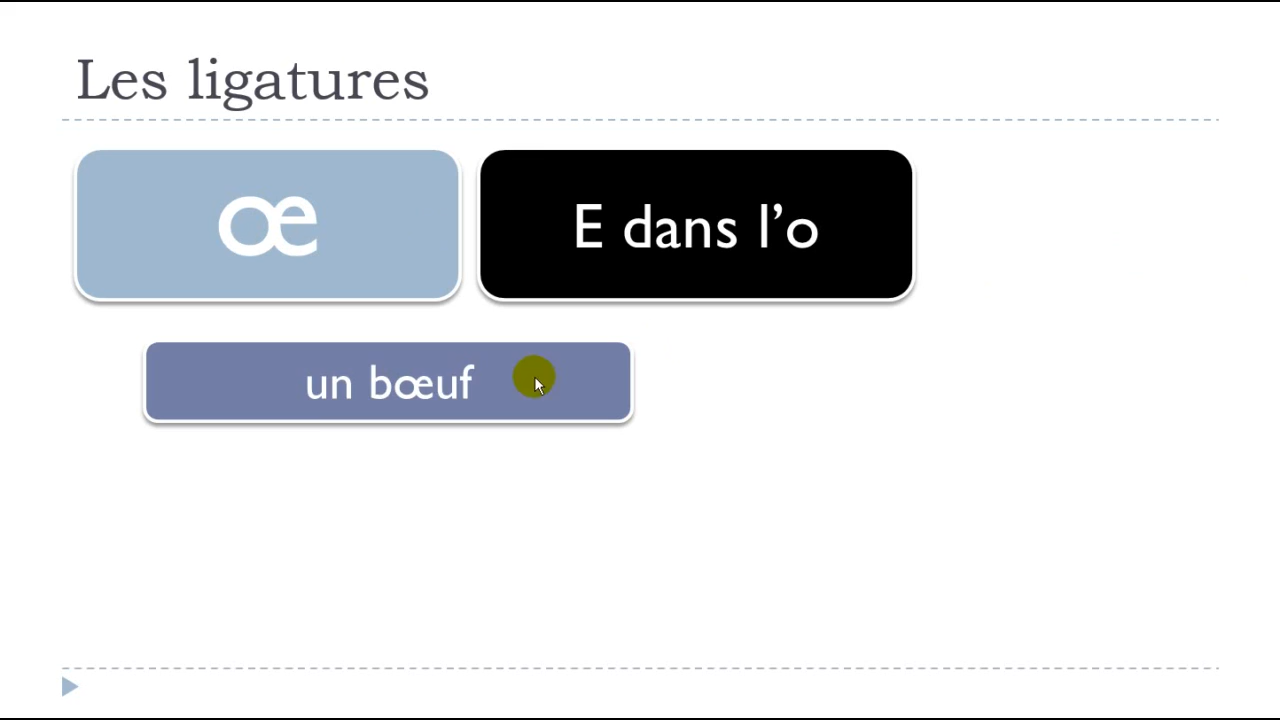 Les ligatures
œ
E dans l’o
un bœuf